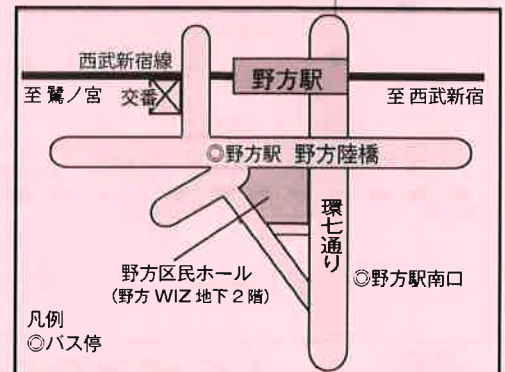 西武新宿線
野方駅
至 鷺ノ宮
交番
至 西武新宿
◎野方駅 野方陸橋
環七通り
野方区民ホール
(野方 WIZ 地下2階)
◎野方駅南口
凡例
◎バス停